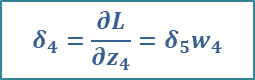 δ₄ = ∂L/∂z₄ = δ₅w₄